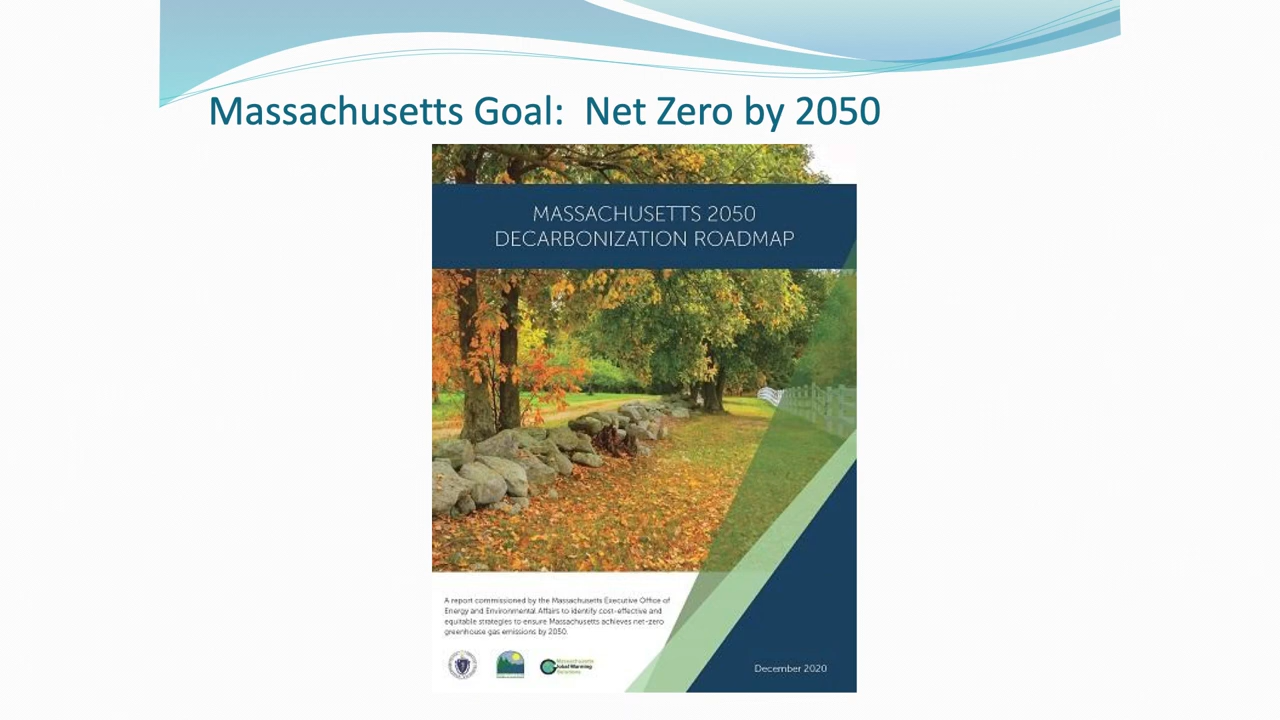 Massachusetts Goal:  Net Zero by 2050
MASSACHUSETTS 2050
DECARBONIZATION ROADMAP
A report commissioned by the Massachusetts Executive Office of
Energy and Environmental Affairs to identify cost-effective and
equitable strategies to ensure Massachusetts achieves net-zero
greenhouse gas emissions by 2050.
Massachusetts
Warming
December 2020